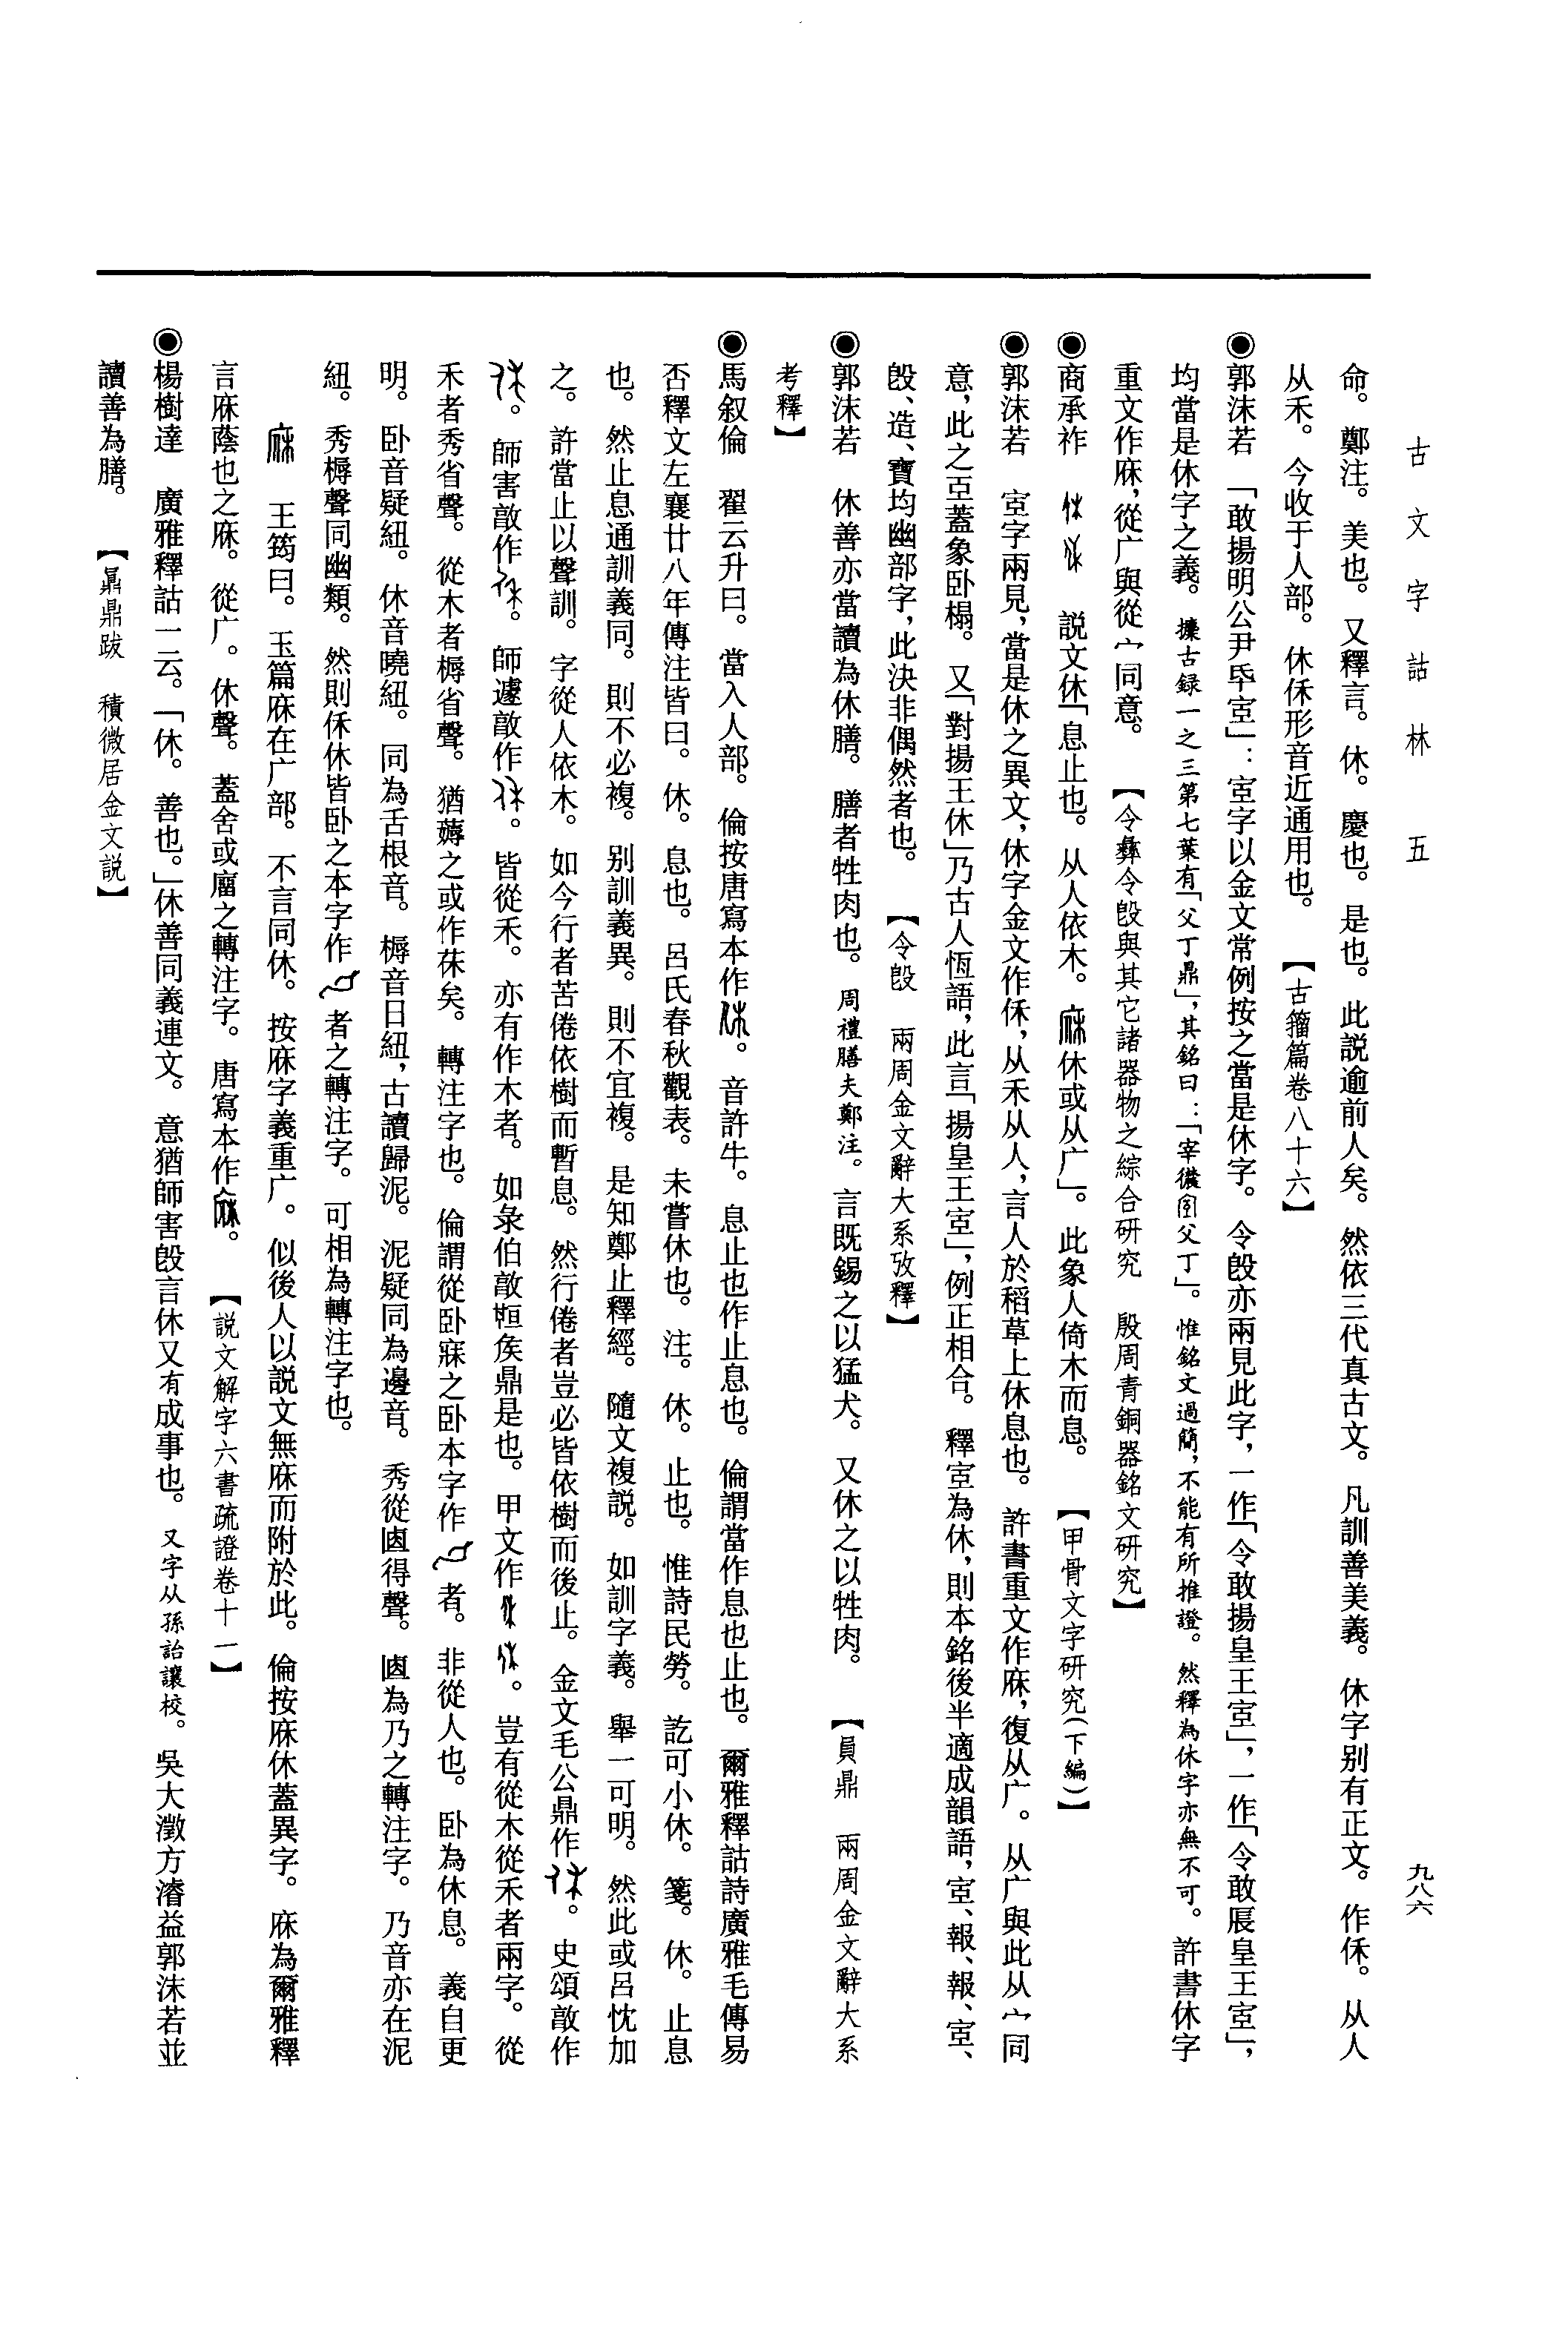 古文字詁林 五
九八六
命。鄭注。美也。又釋言。休。慶也。是也。此説逾前人矣。然依三代真古文。凡訓善美義。休字别有正文。作㐿。从人
从禾。今收于人部。休㐿形音近通用也。【古籀篇卷八十六】
◉郭沫若 「敢揚明公尹氒宣」：宣字以金文常例按之當是休字。令𣪘亦兩見此字，一作「令敢揚皇王宣」，一作「令敢展皇王宣」，
均當是休字之義。攈古録一之三第七葉有「父丁鼎」，其銘曰：「宰 父丁」。惟銘文過簡，不能有所推證。然釋為休字亦無不可。許書休字
重文作庥，從广與從宀同意。【令彝令𣪘與其它諸器物之綜合研究 殷周青銅器銘文研究】
◉商承祚 説文休「息止也。从人依木。庥休或从广」。此象人倚木而息。【甲骨文字研究（下編）】
◉郭沫若 字兩見，當是休之異文，休字金文作㐿，从禾从人，言人於稻草上休息也。許書重文作庥，復从广。从广與此从宀同
意，此之亞蓋象卧榻。又「對揚王休」乃古人恆語，此言「揚皇王」，例正相合。釋為休，則本銘後半適成韻語，、報、報、、
𣪘、造、寶均幽部字，此決非偶然者也。【令𣪘 兩周金文辭大系攷釋】
◉郭沫若 休善亦當讀為休膳。膳者牲肉也。周禮膳夫鄭注。言既錫之以猛犬。又休之以牲肉。【員鼎 兩周金文辭大系
考釋】
◉馬叙倫 翟云升曰。當入人部。倫按唐寫本作。音許牛。息止也作止息也。倫謂當作息也止也。爾雅釋詁詩廣雅毛傳易
否釋文左襄廿八年傳注皆曰。休。息也。呂氏春秋觀表。未嘗休也。注。休。止也。惟詩民勞。訖可小休。箋。休。止息
也。然止息通訓義同。則不必複。别訓義異。則不宜複。是知鄭止釋經。隨文複説。如訓字義。舉一可明。然此或呂忱加
之。許當止以聲訓。字從人依木。如今行者苦倦依樹而暫息。然行倦者豈必皆依樹而後止。金文毛公鼎作。史頌敼作
。師害敼作。師遽敼作。皆從禾。亦有作木者。如彔伯敼𣐈矦鼎是也。甲文作。豈有從木從禾者兩字。從
禾者秀省聲。從木者槈省聲。猶薅之或作茠矣。轉注字也。倫謂從卧寐之卧本字作者。非從人也。卧為休息。義自更
明。卧音疑紐。休音曉紐。同為舌根音。槈音日紐，古讀歸泥。泥疑同為邊音。秀從𠧟得聲。𠧟為乃之轉注字。乃音亦在泥
紐。秀槈聲同幽類。然則㐿休皆卧之本字作者之轉注字。可相為轉注字也。
庥 王筠曰。玉篇庥在广部。不言同休。按庥字義重广。似後人以説文無庥而附於此。倫按庥休蓋異字。庥為爾雅釋
言庥蔭也之庥。從广。休聲。蓋舍或廇之轉注字。唐寫本作。【説文解字六書疏證卷十一】
◉楊樹達 廣雅釋詁一云。「休。善也。」休善同義連文。意猶師害𣪘言休又有成事也。又字从孫詒讓校。吳大澂方濬益郭沫若並
讀善為膳。【員鼎跋 積微居金文説】